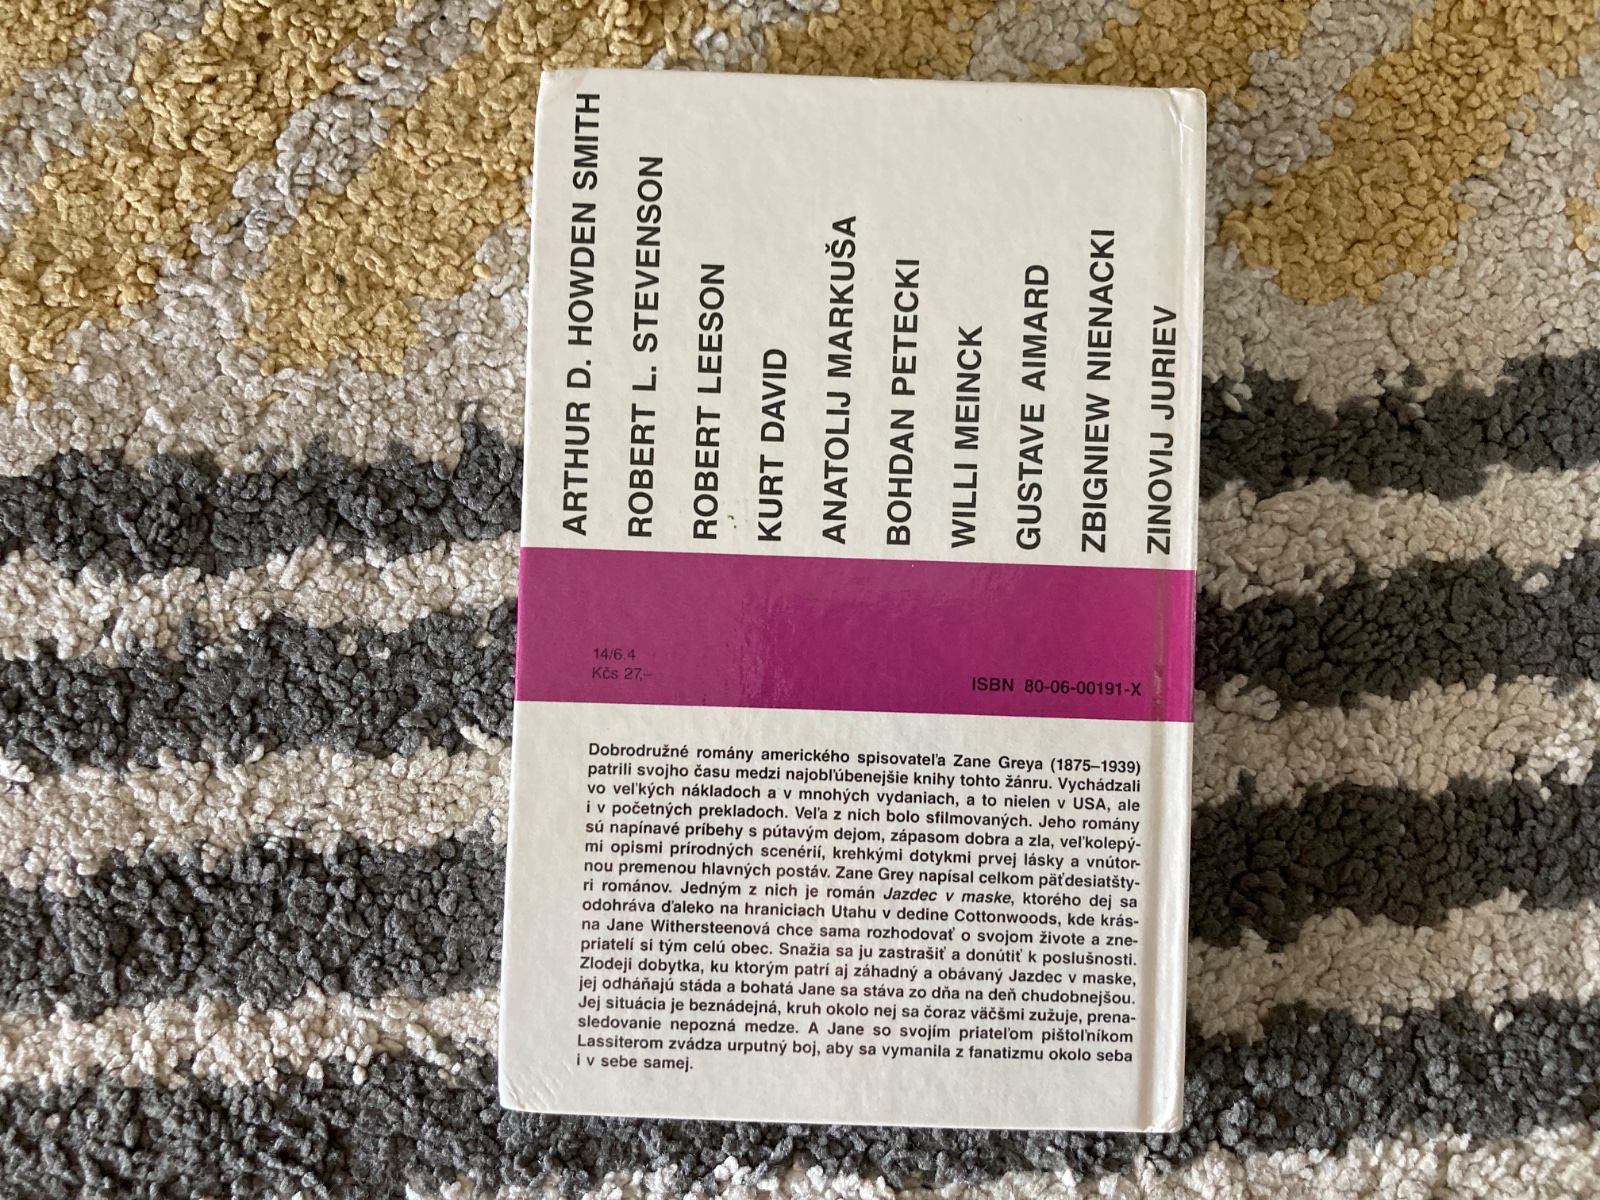 ARTHUR D. HOWDEN SMITH
ROBERT L. STEVENSON
ROBERT LEESON
KURT DAVID
ANATOLIJ MARKUŠA
BOHDAN PETECKI
WILLI MEINCK
GUSTAVE AIMARD
ZBIGNIEW NIENACKI
ZINOVIJ JURIEV
14/6.4
Kčs 27,–
ISBN 80-06-00191-X
Dobrodružné romány amerického spisovateľa Zane Greya (1875–1939)
patrili svojho času medzi najobľúbenejšie knihy tohto žánru. Vychádzali
vo veľkých nákladoch a v mnohých vydaniach, a to nielen v USA, ale
i v početných prekladoch. Veľa z nich bolo sfilmovaných. Jeho romány
sú napínavé príbehy s pútavým dejom, zápasom dobra a zla, veľkolepý-
mi opismi prírodných scenérií, krehkými dotykmi prvej lásky a vnútor-
nou premenou hlavných postáv. Zane Grey napísal celkom päťdesiatšty-
ri románov. Jedným z nich je román Jazdec v maske, ktorého dej sa
odohráva ďaleko na hraniciach Utahu v dedine Cottonwoods, kde krás-
na Jane Withersteenová chce sama rozhodovať o svojom živote a zne-
priatelí si tým celú obec. Snažia sa ju zastrašiť a donútiť k poslušnosti.
Zlodeji dobytka, ku ktorým patrí aj záhadný a obávaný Jazdec v maske,
jej odháňajú stáda a bohatá Jane sa stáva zo dňa na deň chudobnejšou.
Jej situácia je beznádejná, kruh okolo nej sa čoraz väčšmi zužuje, prena-
sledovanie nepozná medze. A Jane so svojím priateľom pištoľníkom
Lassiterom zvádza urputný boj, aby sa vymanila z fanatizmu okolo seba
i v sebe samej.